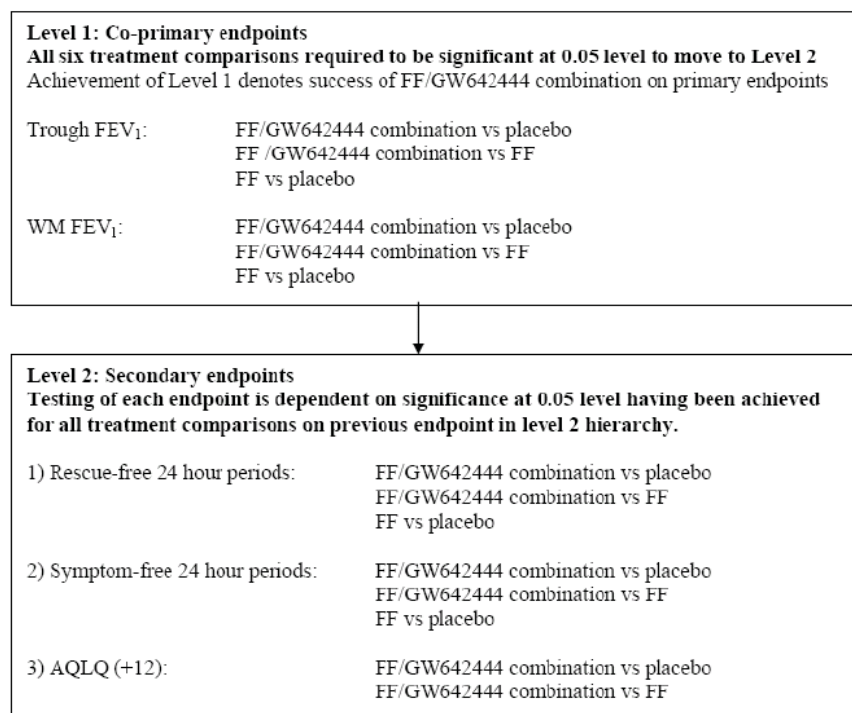 Level 1: Co-primary endpoints
All six treatment comparisons required to be significant at 0.05 level to move to Level 2
Achievement of Level 1 denotes success of FF/GW642444 combination on primary endpoints
Trough FEV₁: FF/GW642444 combination vs placebo
FF /GW642444 combination vs FF
FF vs placebo
WM FEV₁: FF/GW642444 combination vs placebo
FF/GW642444 combination vs FF
FF vs placebo
Level 2: Secondary endpoints
Testing of each endpoint is dependent on significance at 0.05 level having been achieved
for all treatment comparisons on previous endpoint in level 2 hierarchy.
1) Rescue-free 24 hour periods: FF/GW642444 combination vs placebo
FF/GW642444 combination vs FF
FF vs placebo
2) Symptom-free 24 hour periods: FF/GW642444 combination vs placebo
FF/GW642444 combination vs FF
FF vs placebo
3) AQLQ (+12): FF/GW642444 combination vs placebo
FF/GW642444 combination vs FF